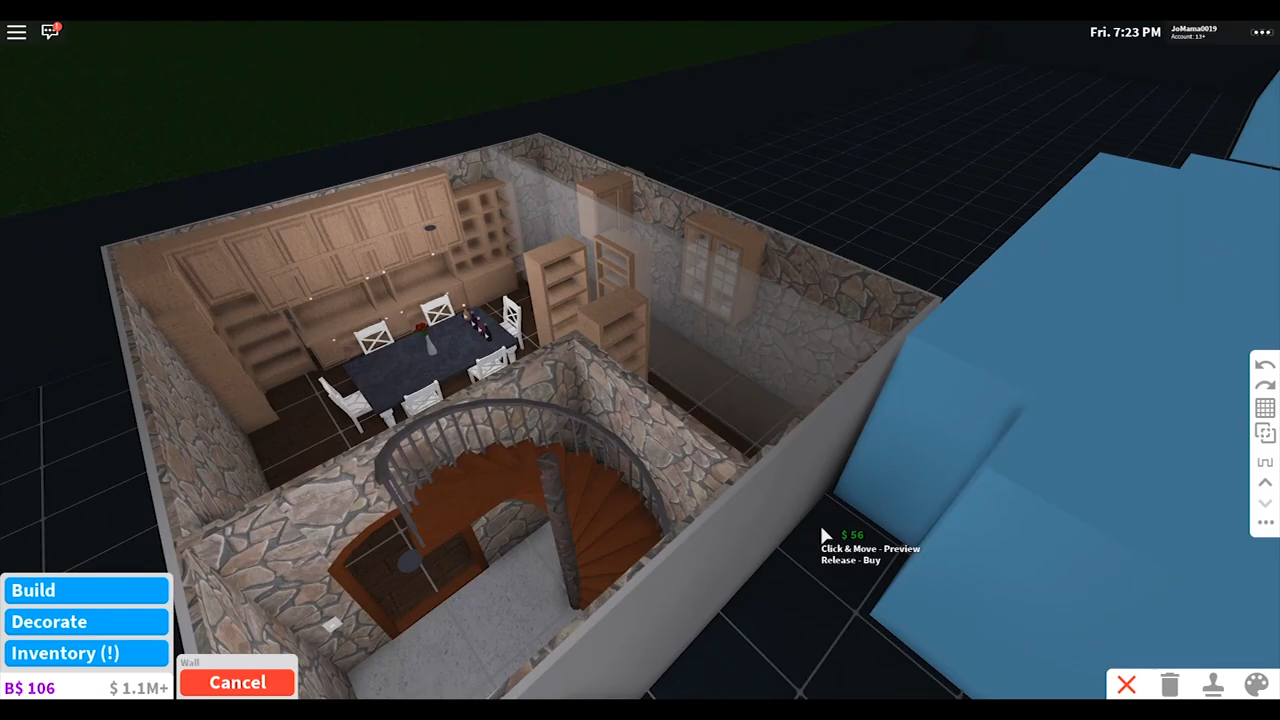 Fri. 7:23 PM
JoMama0019
Account: 13+
$ 56
Click & Move - Preview
Release - Buy
Build
Decorate
Inventory (!)
B$ 106
$ 1.1M+
Wall
Cancel